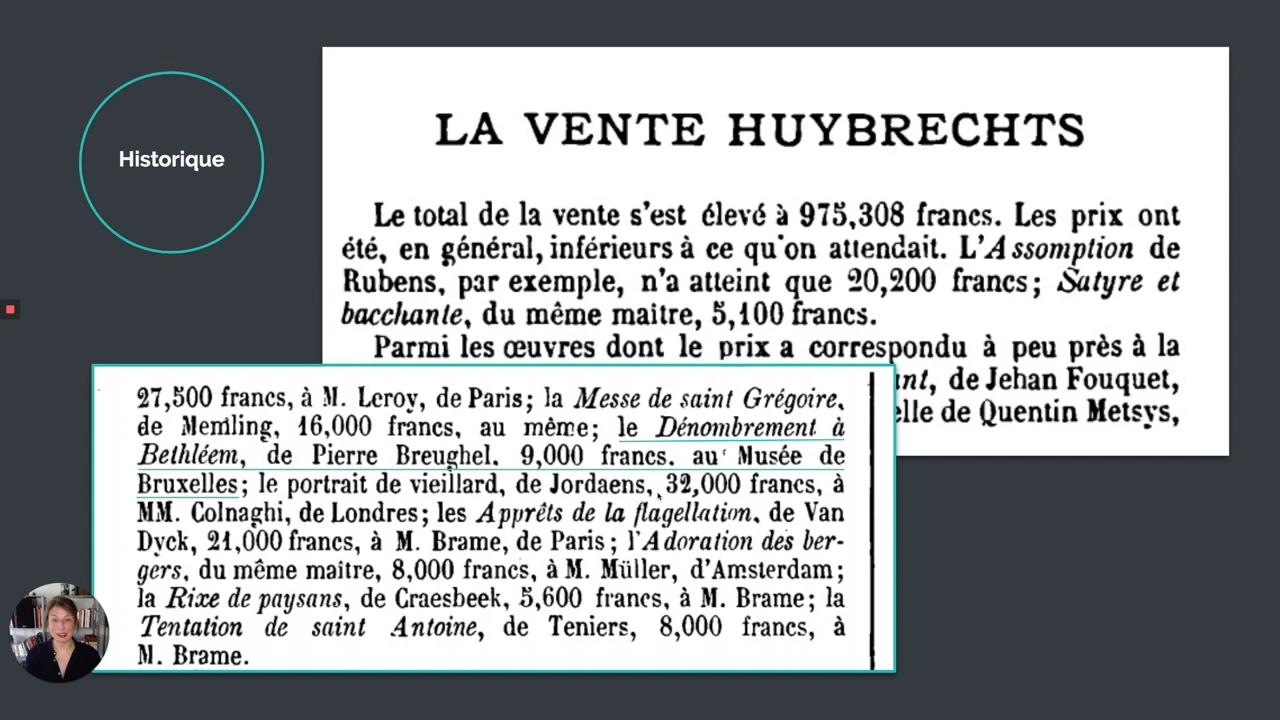 Historique
LA VENTE HUYBRECHTS
Le total de la vente s'est élevé à 975,308 francs. Les prix ont
été, en général, inférieurs à ce qu'on attendait. L'Assomption de
Rubens, par exemple, n'a atteint que 20,200 francs; Satyre et
bacchante, du même maitre, 5,100 francs.
Parmi les œuvres dont le prix a correspondu à peu près à la
de Jehan Fouquet,
de Quentin Metsys,
27,500 francs, à M. Leroy, de Paris; la Messe de saint Grégoire,
de Memling, 16,000 francs, au même; le Dénombrement à
Bethléem, de Pierre Breughel, 9,000 francs, au Musée de
Bruxelles; le portrait de vieillard, de Jordaens, 32,000 francs, à
MM. Colnaghi, de Londres; les Apprêts de la flagellation, de Van
Dyck, 21,000 francs, à M. Brame, de Paris; l'Adoration des ber-
gers, du même maître, 8,000 francs, à M. Müller, d'Amsterdam;
la Rixe de paysans, de Craesbeek, 5,600 francs, à M. Brame; la
Tentation de saint Antoine, de Teniers, 8,000 francs, à
M. Brame.